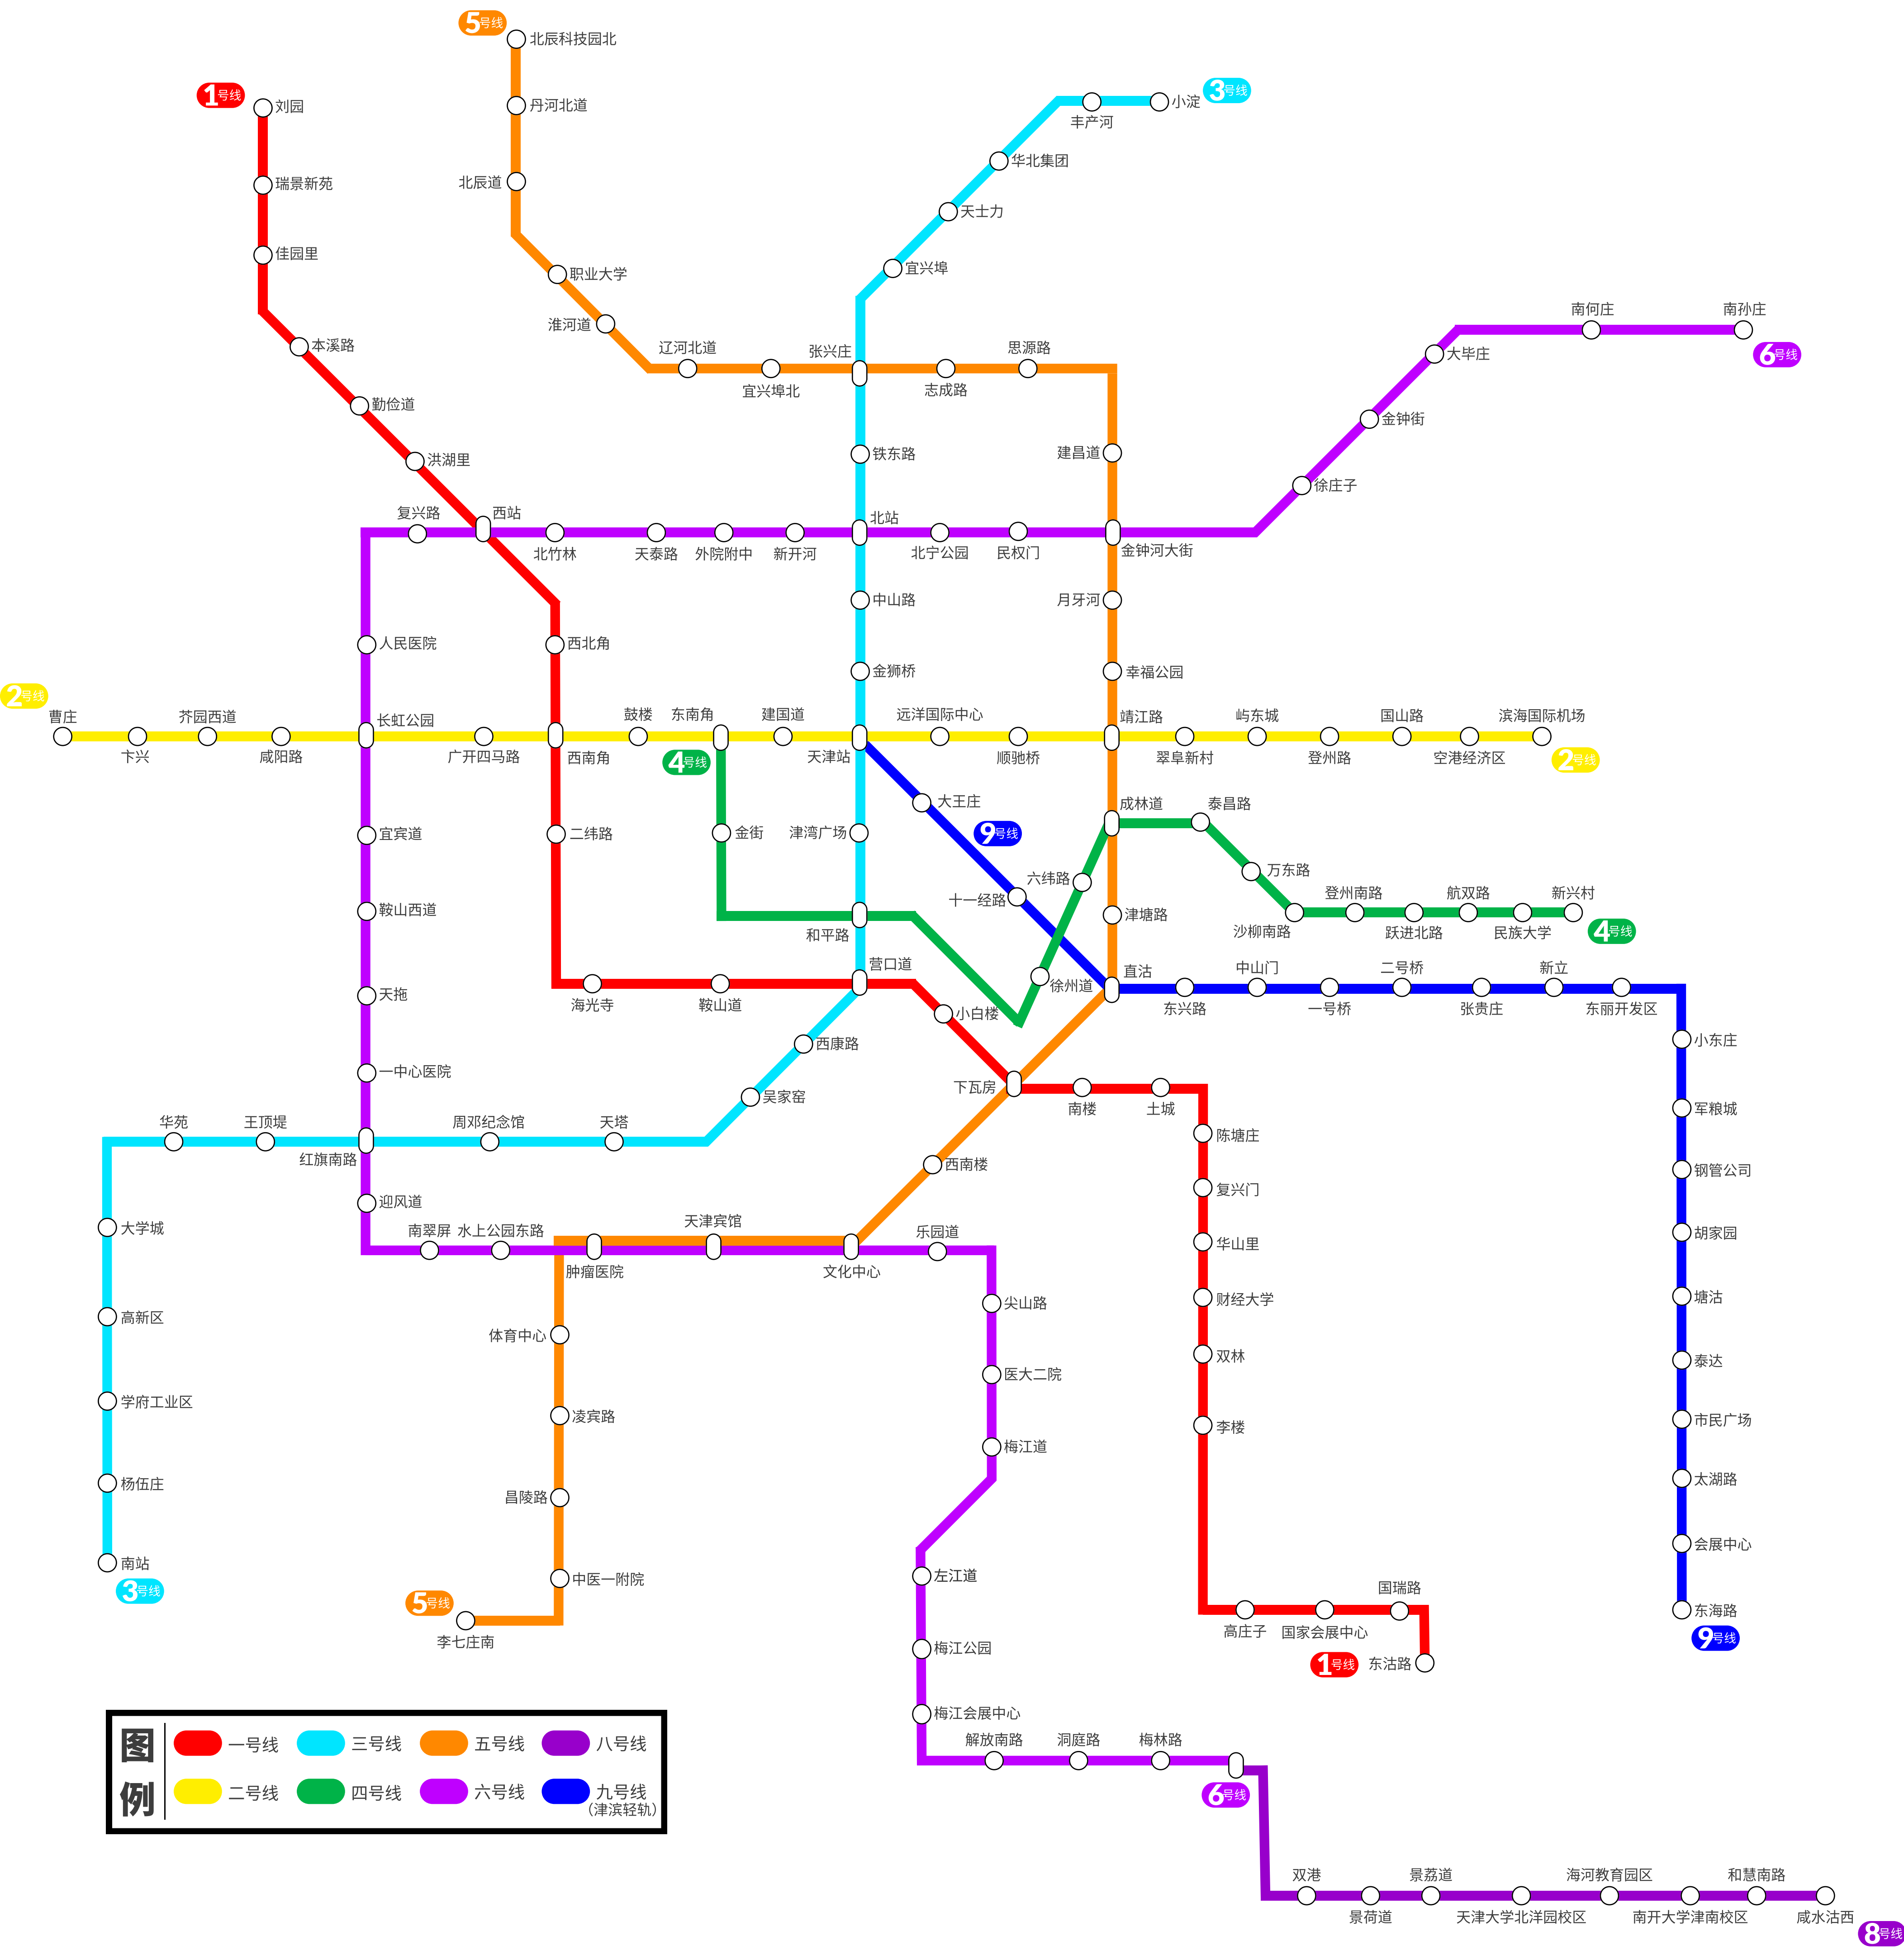 5号线
北辰科技园北
3号线
小淀
1号线
刘园
丹河北道
丰产河
华北集团
瑞景新苑
北辰道
天士力
佳园里
职业大学
宜兴埠
南何庄
南孙庄
淮河道
本溪路
辽河北道
张兴庄
思源路
大毕庄
6号线
宜兴埠北
志成路
勤俭道
金钟街
洪湖里
铁东路
建昌道
徐庄子
复兴路
西站
北站
北竹林
天泰路
外院附中
新开河
北宁公园
民权门
金钟河大街
中山路
月牙河
人民医院
西北角
金狮桥
幸福公园
2号线
曹庄
芥园西道
长虹公园
鼓楼
东南角
建国道
远洋国际中心
靖江路
屿东城
国山路
滨海国际机场
卞兴
咸阳路
广开四马路
西南角
4号线
天津站
顺驰桥
翠阜新村
登州路
空港经济区
2号线
大王庄
成林道
泰昌路
宜宾道
二纬路
金街
津湾广场
9号线
万东路
六纬路
登州南路
航双路
新兴村
十一经路
鞍山西道
津塘路
和平路
沙柳南路
跃进北路
民族大学
4号线
营口道
直沽
中山门
二号桥
新立
天拖
徐州道
海光寺
鞍山道
小白楼
东兴路
一号桥
张贵庄
东丽开发区
西康路
小东庄
一中心医院
下瓦房
吴家窑
南楼
土城
军粮城
华苑
王顶堤
周邓纪念馆
天塔
陈塘庄
红旗南路
西南楼
钢管公司
迎风道
复兴门
大学城
南翠屏
水上公园东路
天津宾馆
乐园道
胡家园
华山里
肿瘤医院
文化中心
尖山路
财经大学
塘沽
高新区
体育中心
双林
泰达
医大二院
学府工业区
凌宾路
李楼
市民广场
梅江道
杨伍庄
昌陵路
太湖路
会展中心
南站
3号线
中医一附院
左江道
国瑞路
5号线
李七庄南
高庄子
国家会展中心
东海路
9号线
梅江公园
1号线
东沽路
梅江会展中心
图例
一号线
三号线
五号线
八号线
解放南路
洞庭路
梅林路
二号线
四号线
六号线
九号线
（津滨轻轨）
6号线
双港
景荔道
海河教育园区
和慧南路
景荷道
天津大学北洋园校区
南开大学津南校区
咸水沽西
8号线